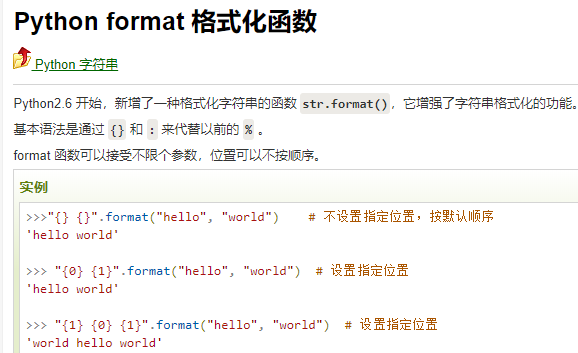 Python format 格式化函数
Python 字符串
Python2.6 开始，新增了一种格式化字符串的函数 str.format()，它增强了字符串格式化的功能。
基本语法是通过 {} 和 : 来代替以前的 % 。
format 函数可以接受不限个参数，位置可以不按顺序。
实例
>>>"{} {}".format("hello", "world")    # 不设置指定位置，按默认顺序
'hello world'
>>> "{0} {1}".format("hello", "world")  # 设置指定位置
'hello world'
>>> "{1} {0} {1}".format("hello", "world")  # 设置指定位置
'world hello world'